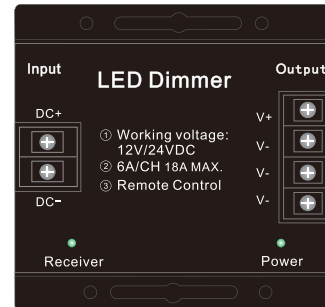 Input
LED Dimmer
Output
DC+
DC-
① Working voltage:
12V/24VDC
② 6A/CH 18A MAX.
③ Remote Control
V+
V-
V-
V-
Receiver
Power